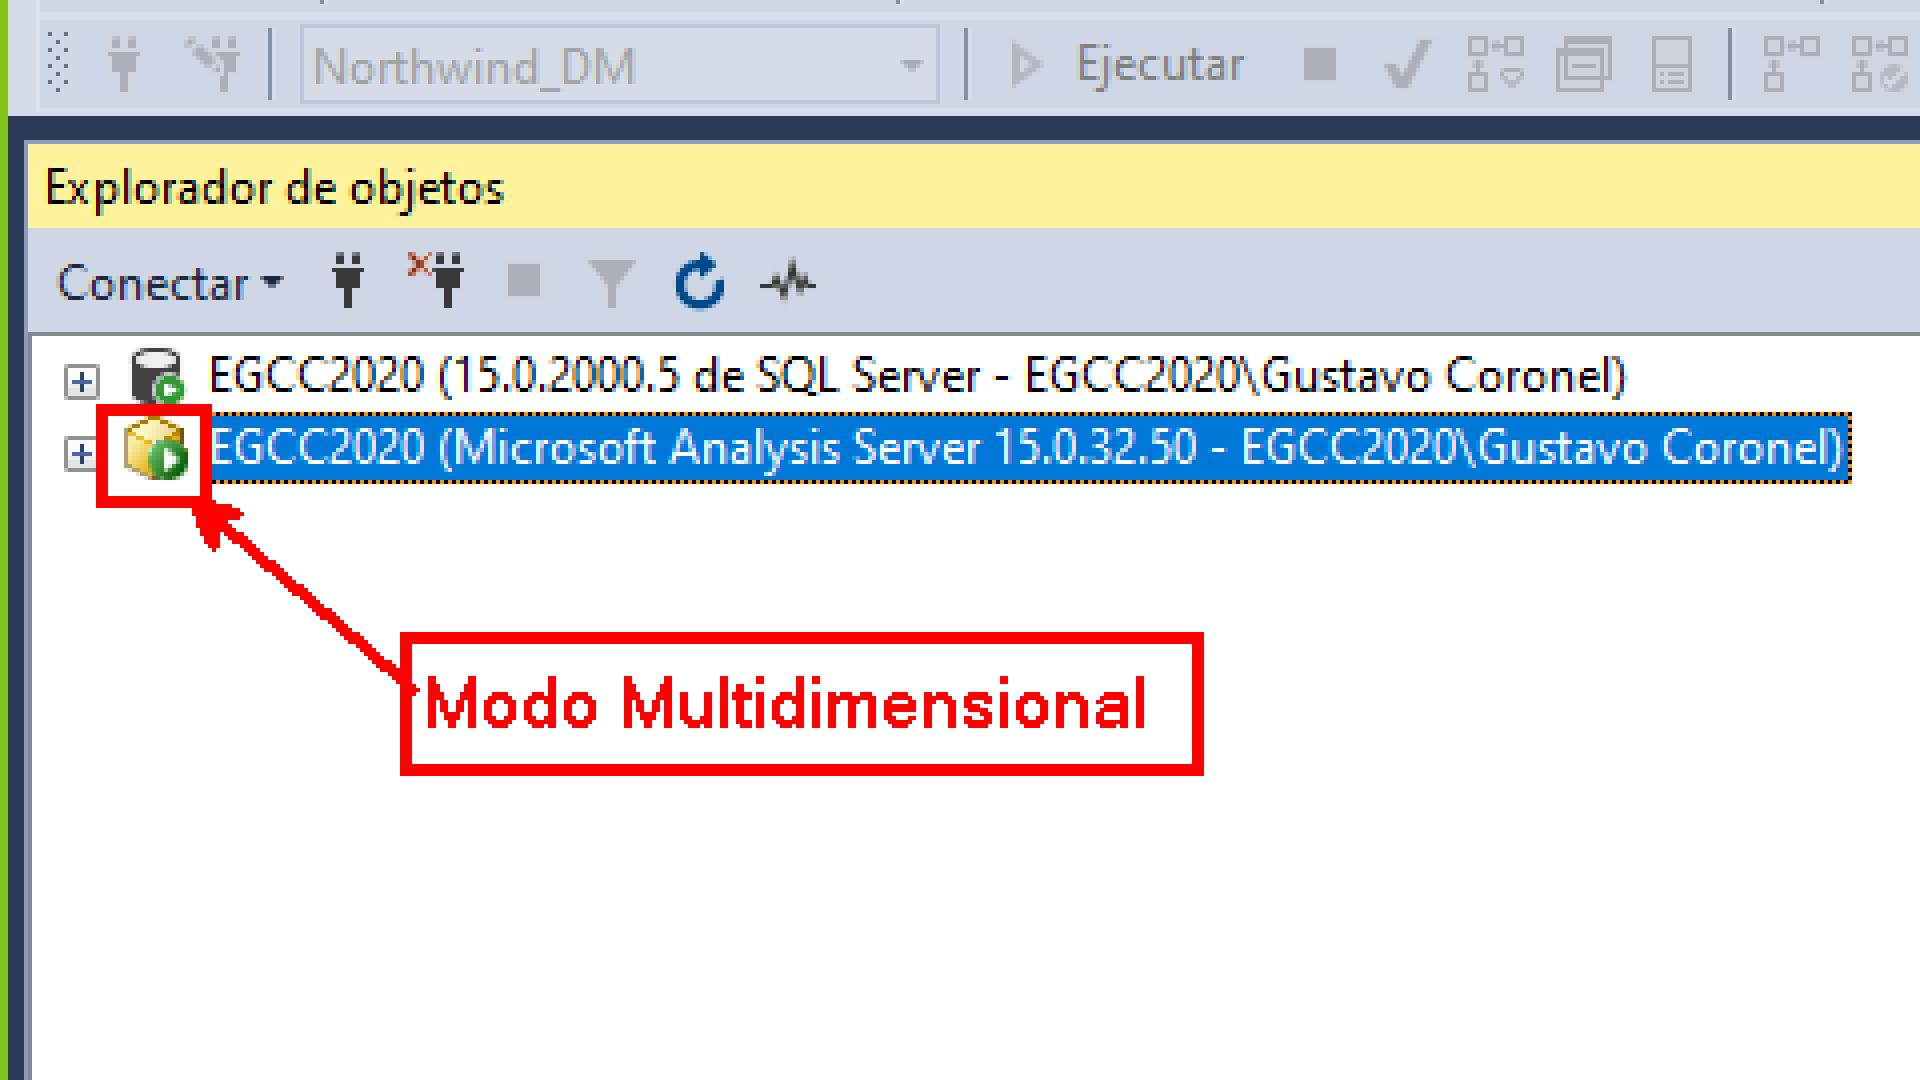 Northwind_DM
Ejecutar
Explorador de objetos
Conectar
EGCC2020 (15.0.2000.5 de SQL Server - EGCC2020\Gustavo Coronel)
EGCC2020 (Microsoft Analysis Server 15.0.32.50 - EGCC2020\Gustavo Coronel)
Modo Multidimensional